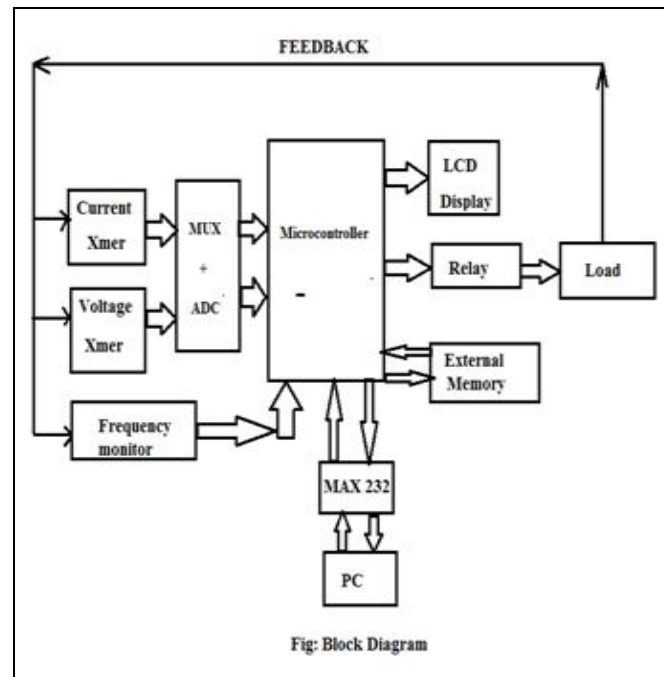 FEEDBACK
Current
Xmer
Voltage
Xmer
Frequency
monitor
MUX
+
ADC
Microcontroller
LCD
Display
Relay
Load
External
Memory
MAX 232
PC
Fig: Block Diagram